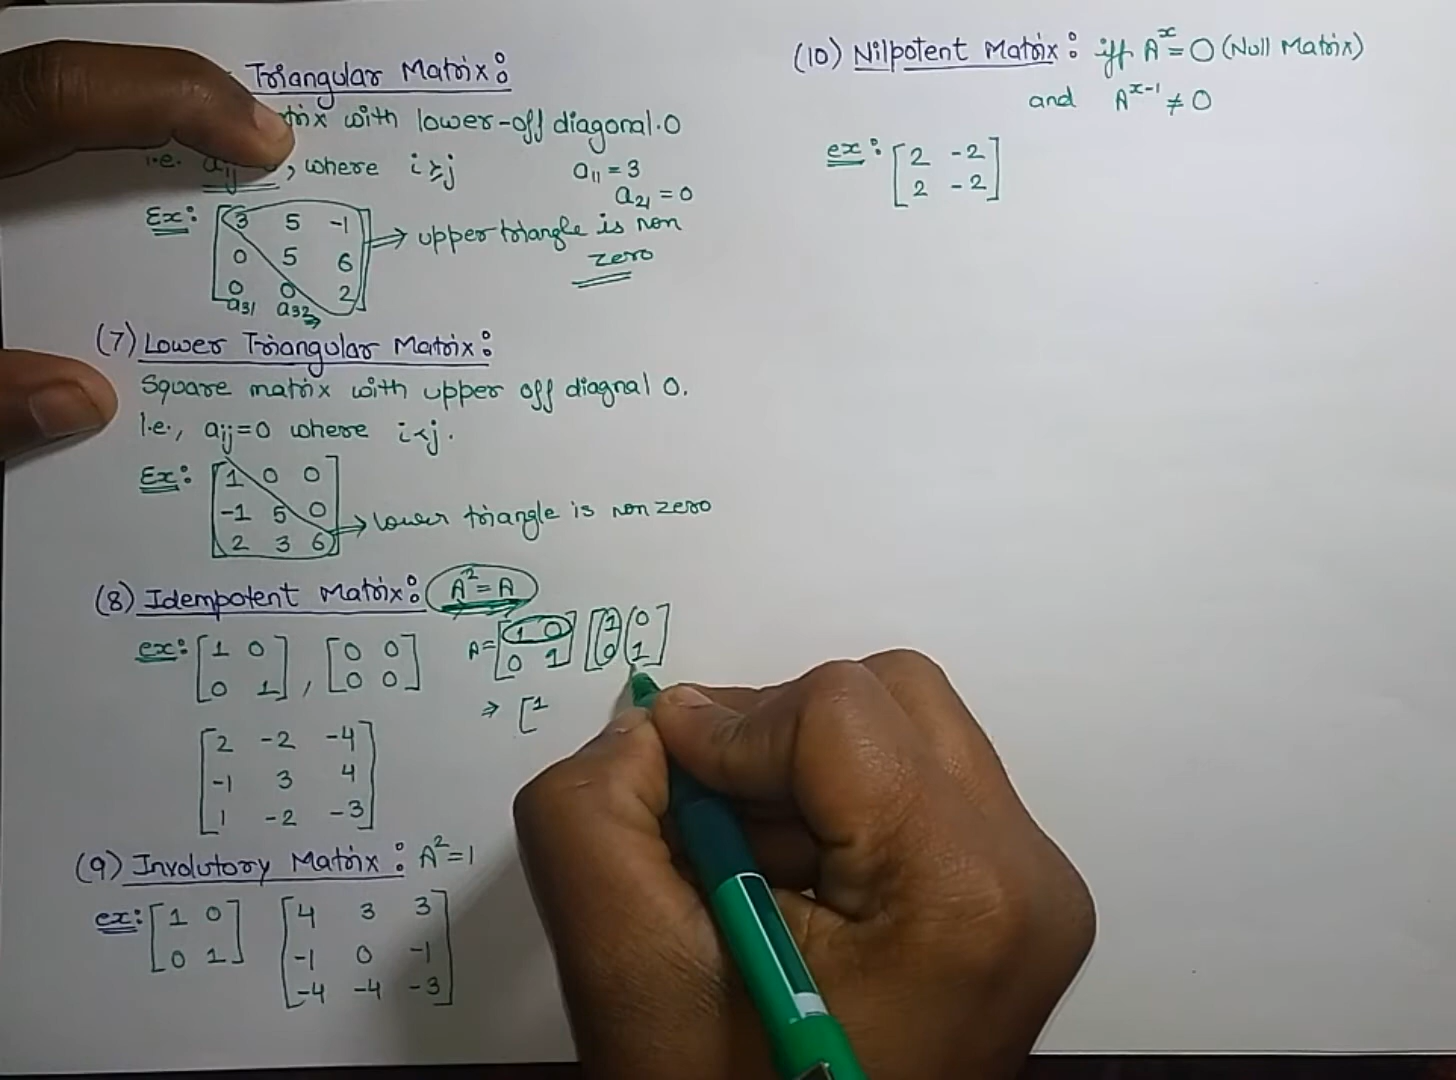 Triangular Matrix:
with lower-off diagonal 0
i.e. aij , where i≥j
a11 = 3
a21 = 0
Ex: [3 5 -1
0 5 6
0 0 2]
a31 a32
⇒ upper triangle is non
zero
(7) Lower Triangular Matrix:
Square matrix with upper off diagnal 0.
I.e., aij=0 where i<j.
Ex: [1 0 0
-1 5 0
2 3 6]
⇒ Lower triangle is non zero
(8) Idempotent Matrix: A²=A
ex: [1 0
0 1] , [0 0
0 0]
A= [1 0
0 1] [1 0
0 1]
⇒ [1
[2 -2 -4
-1 3 4
1 -2 -3]
(9) Involutory Matrix: A²=1
ex: [1 0
0 1] [4 3 3
-1 0 -1
-4 -4 -3]
(10) Nilpotent Matrix: iff Aˣ=0 (Null Matrix)
and Aˣ⁻¹≠0
ex: [2 -2
2 -2]